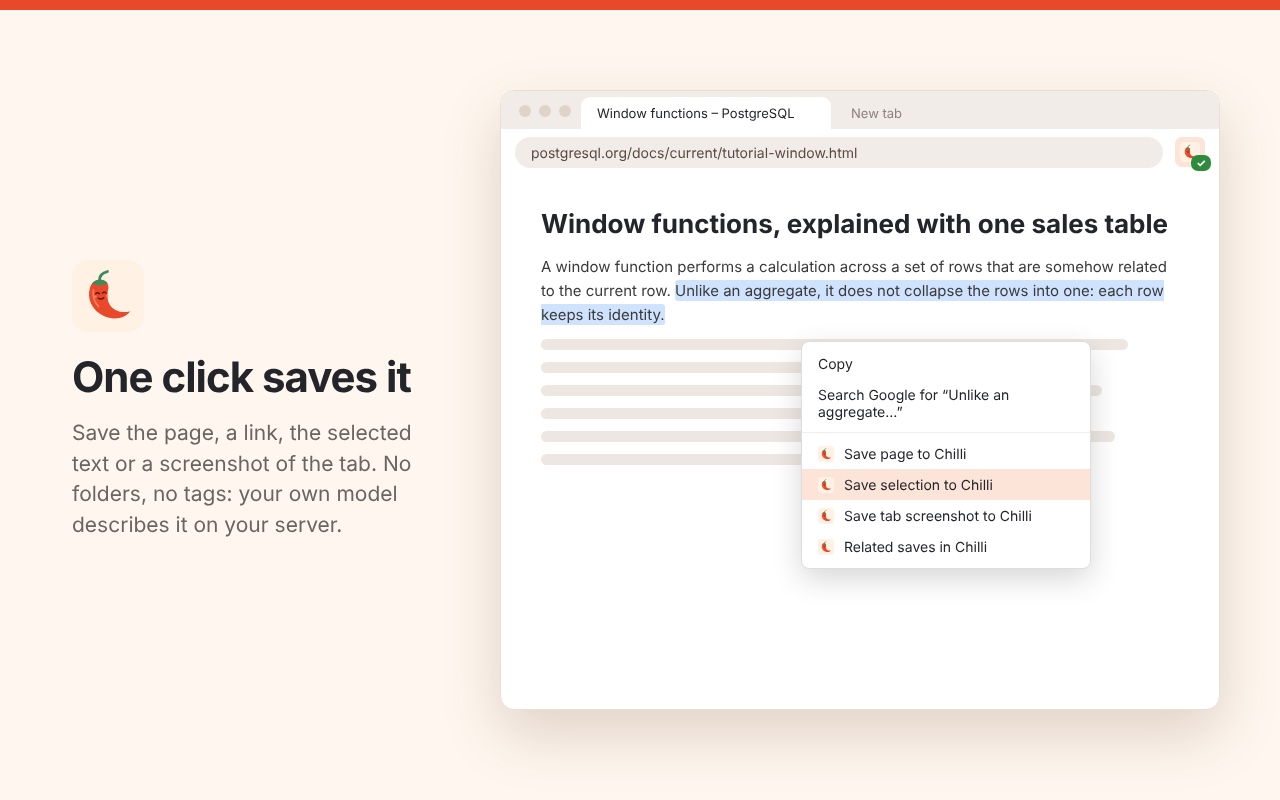 Window functions – PostgreSQL
New tab
postgresql.org/docs/current/tutorial-window.html
Window functions, explained with one sales table
A window function performs a calculation across a set of rows that are somehow related
to the current row. Unlike an aggregate, it does not collapse the rows into one: each row
keeps its identity.
Copy
Search Google for “Unlike an
aggregate…”
Save page to Chilli
Save selection to Chilli
Save tab screenshot to Chilli
Related saves in Chilli
One click saves it
Save the page, a link, the selected
text or a screenshot of the tab. No
folders, no tags: your own model
describes it on your server.